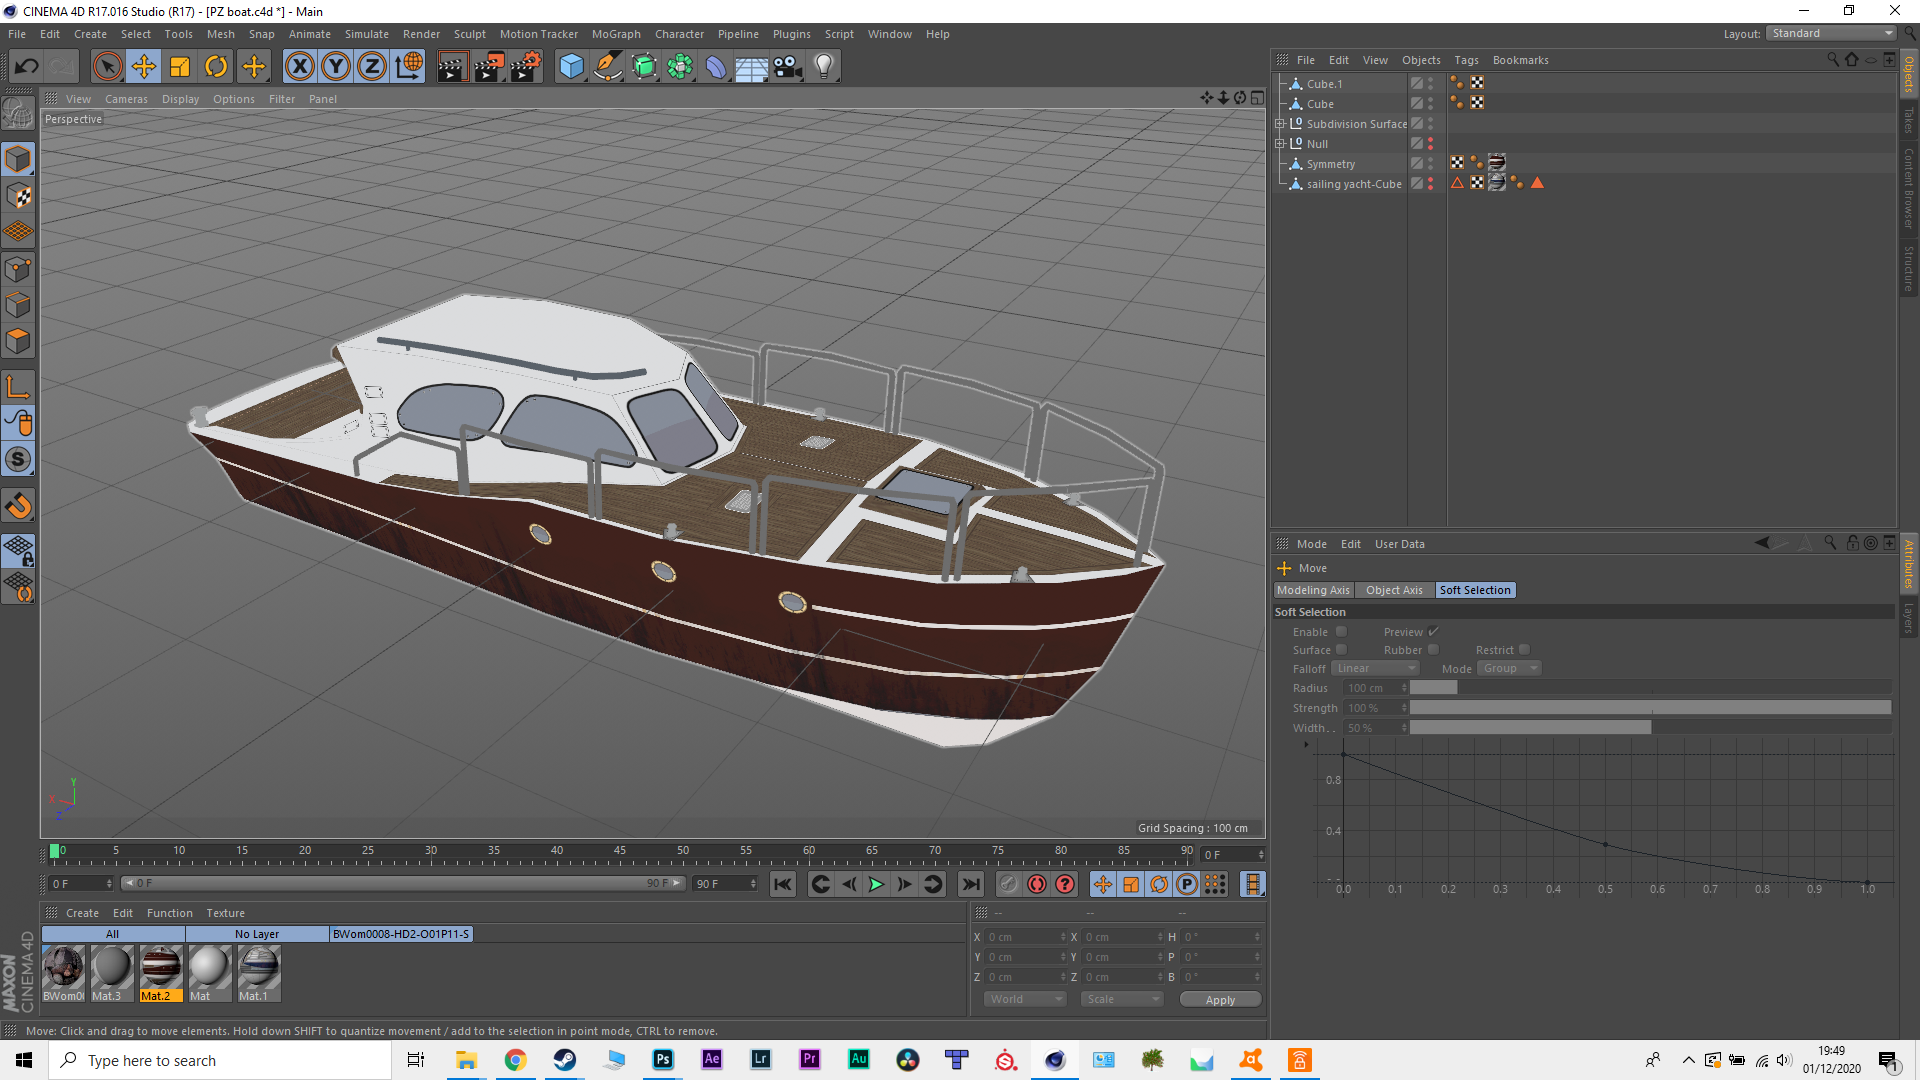 CINEMA 4D R17.016 Studio (R17) - [PZ boat.c4d *] - Main
File Edit Create Select Tools Mesh Snap Animate Simulate Render Sculpt Motion Tracker MoGraph Character Pipeline Plugins Script Window Help
Layout: Standard
File Edit View Objects Tags Bookmarks
Cube.1
Cube
Subdivision Surface
Null
Symmetry
sailing yacht-Cube
Objects
Takes
Content Browser
Structure
View Cameras Display Options Filter Panel
Perspective
Y
X
Z
Grid Spacing : 100 cm
Mode Edit User Data
Move
Modeling Axis Object Axis Soft Selection
Soft Selection
Enable Preview
Surface Rubber Restrict
Falloff Linear Mode Group
Radius 100 cm
Strength 100 %
Width. . 50 %
0.8
0.4
0.0 0.1 0.2 0.3 0.4 0.5 0.6 0.7 0.8 0.9 1.0
Attributes
Layers
0 5 10 15 20 25 30 35 40 45 50 55 60 65 70 75 80 85 90
0 F
0 F 0 F 90 F 90 F
Create Edit Function Texture
All No Layer BWom0008-HD2-O01P11-S
BWom00 Mat.3 Mat.2 Mat Mat.1
-- -- --
X 0 cm X 0 cm H 0 °
Y 0 cm Y 0 cm P 0 °
Z 0 cm Z 0 cm B 0 °
World Scale Apply
MAXON
CINEMA 4D
Move: Click and drag to move elements. Hold down SHIFT to quantize movement / add to the selection in point mode, CTRL to remove.
Type here to search
Ps Ae Lr Pr Au
19:49
01/12/2020
1